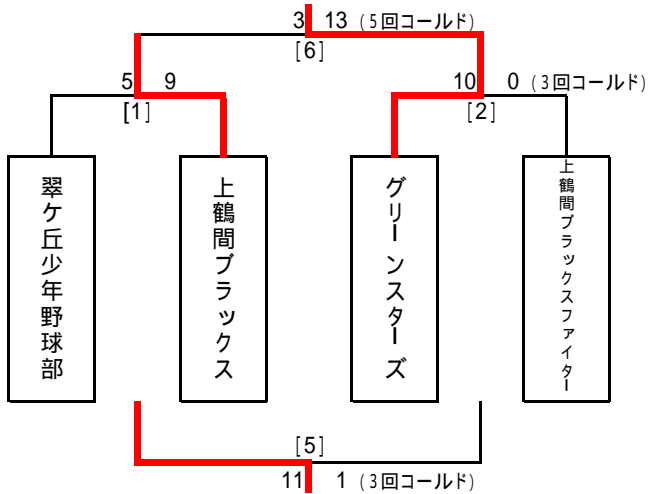 3 13 (5回コールド)
[6]
5 9
[1]
10 0 (3回コールド)
[2]
翠ケ丘少年野球部
上鶴間ブラックス
グリーンスターズ
上鶴間ブラックスファイター
[5]
11 1 (3回コールド)